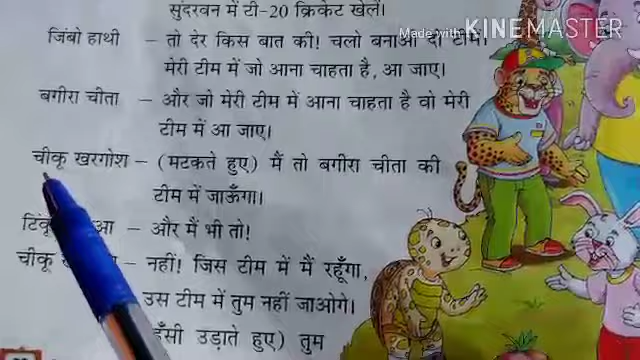 सुंदरवन में टी-20 क्रिकेट खेलें।
Made with KINEMASTER
जिंबो हाथी – तो देर किस बात की! चलो बनाओ दो टीम।
मेरी टीम में जो आना चाहता है, आ जाए।
बगीरा चीता – और जो मेरी टीम में आना चाहता है वो मेरी
टीम में आ जाए।
चीकू खरगोश – (मटकते हुए) मैं तो बगीरा चीता की
टीम में जाऊँगा।
– और मैं भी तो!
चीकू – नहीं! जिस टीम में मैं रहूँगा,
उस टीम में तुम नहीं जाओगे।
हँसी उड़ाते हुए) तुम